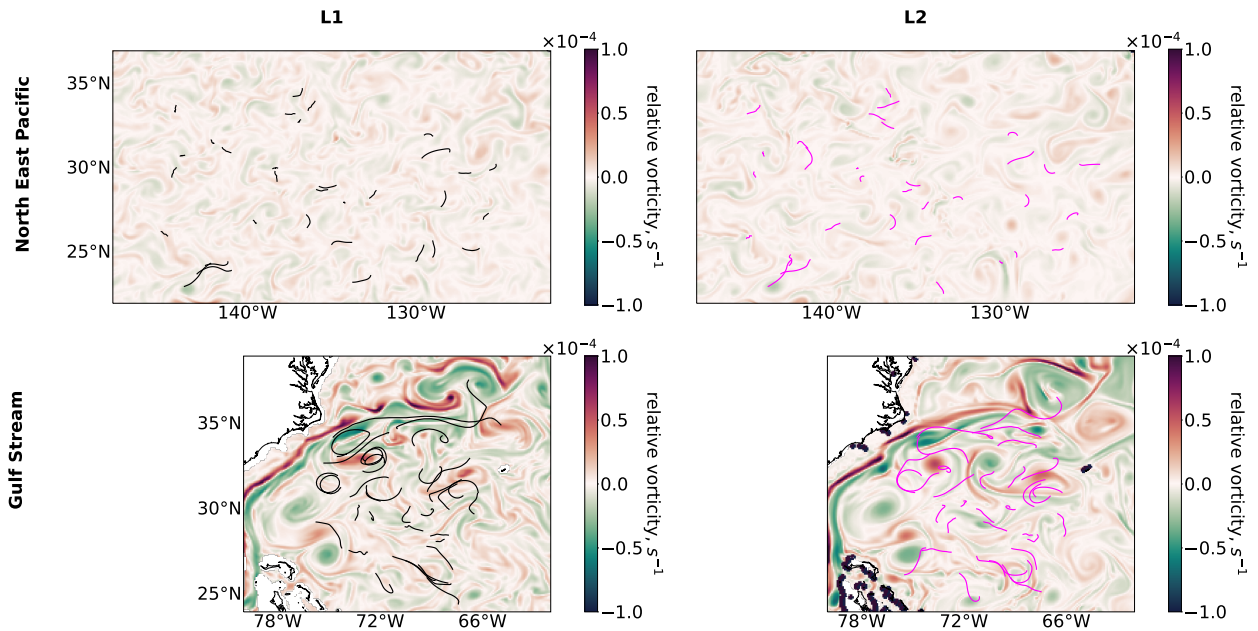 L1
L2
North East Pacific
35°N
30°N
25°N
140°W
130°W
×10⁻⁴
1.0
0.5
0.0
−0.5
−1.0
relative vorticity, s⁻¹
140°W
130°W
×10⁻⁴
1.0
0.5
0.0
−0.5
−1.0
relative vorticity, s⁻¹
Gulf Stream
35°N
30°N
25°N
78°W
72°W
66°W
×10⁻⁴
1.0
0.5
0.0
−0.5
−1.0
relative vorticity, s⁻¹
78°W
72°W
66°W
×10⁻⁴
1.0
0.5
0.0
−0.5
−1.0
relative vorticity, s⁻¹